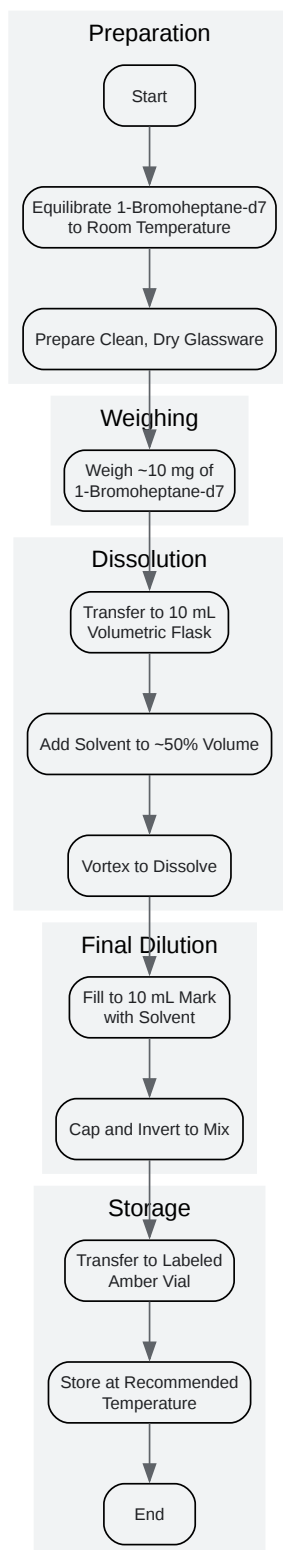 Preparation
Start
Equilibrate 1-Bromoheptane-d7
to Room Temperature
Prepare Clean, Dry Glassware
Weighing
Weigh ~10 mg of
1-Bromoheptane-d7
Dissolution
Transfer to 10 mL
Volumetric Flask
Add Solvent to ~50% Volume
Vortex to Dissolve
Final Dilution
Fill to 10 mL Mark
with Solvent
Cap and Invert to Mix
Storage
Transfer to Labeled
Amber Vial
Store at Recommended
Temperature
End